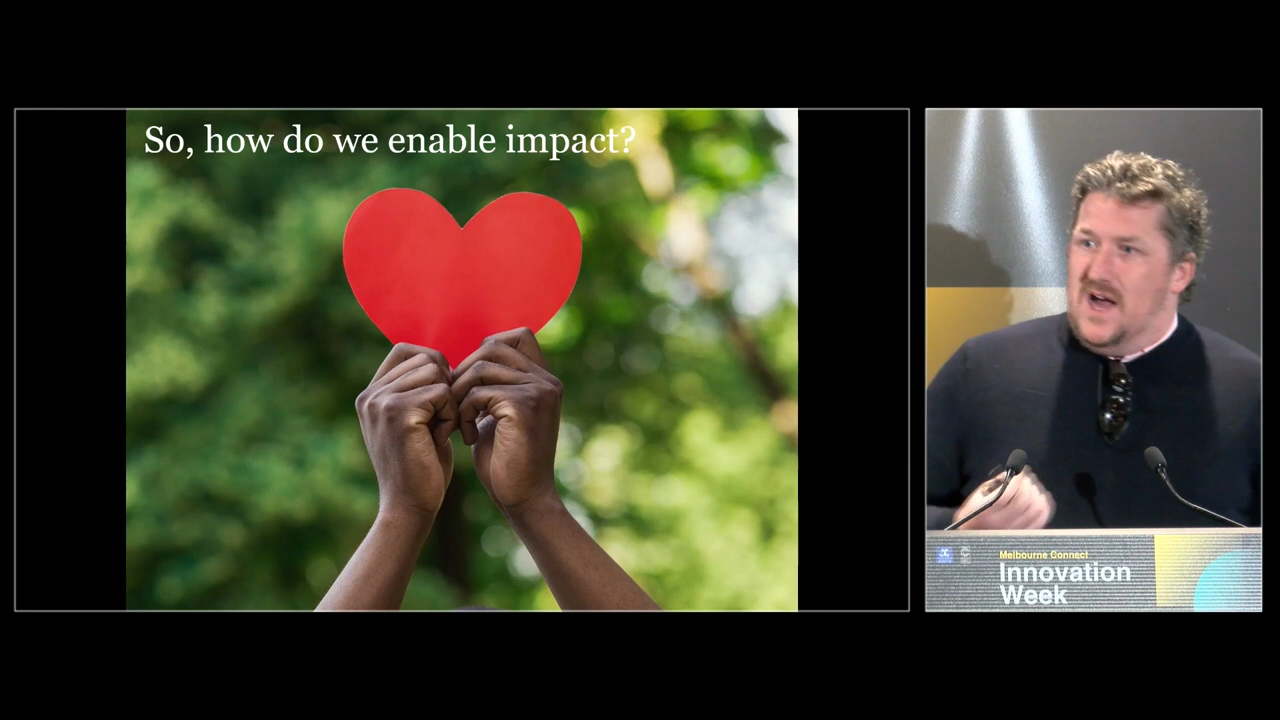 So, how do we enable impact?
Melbourne Connect
Innovation
Week